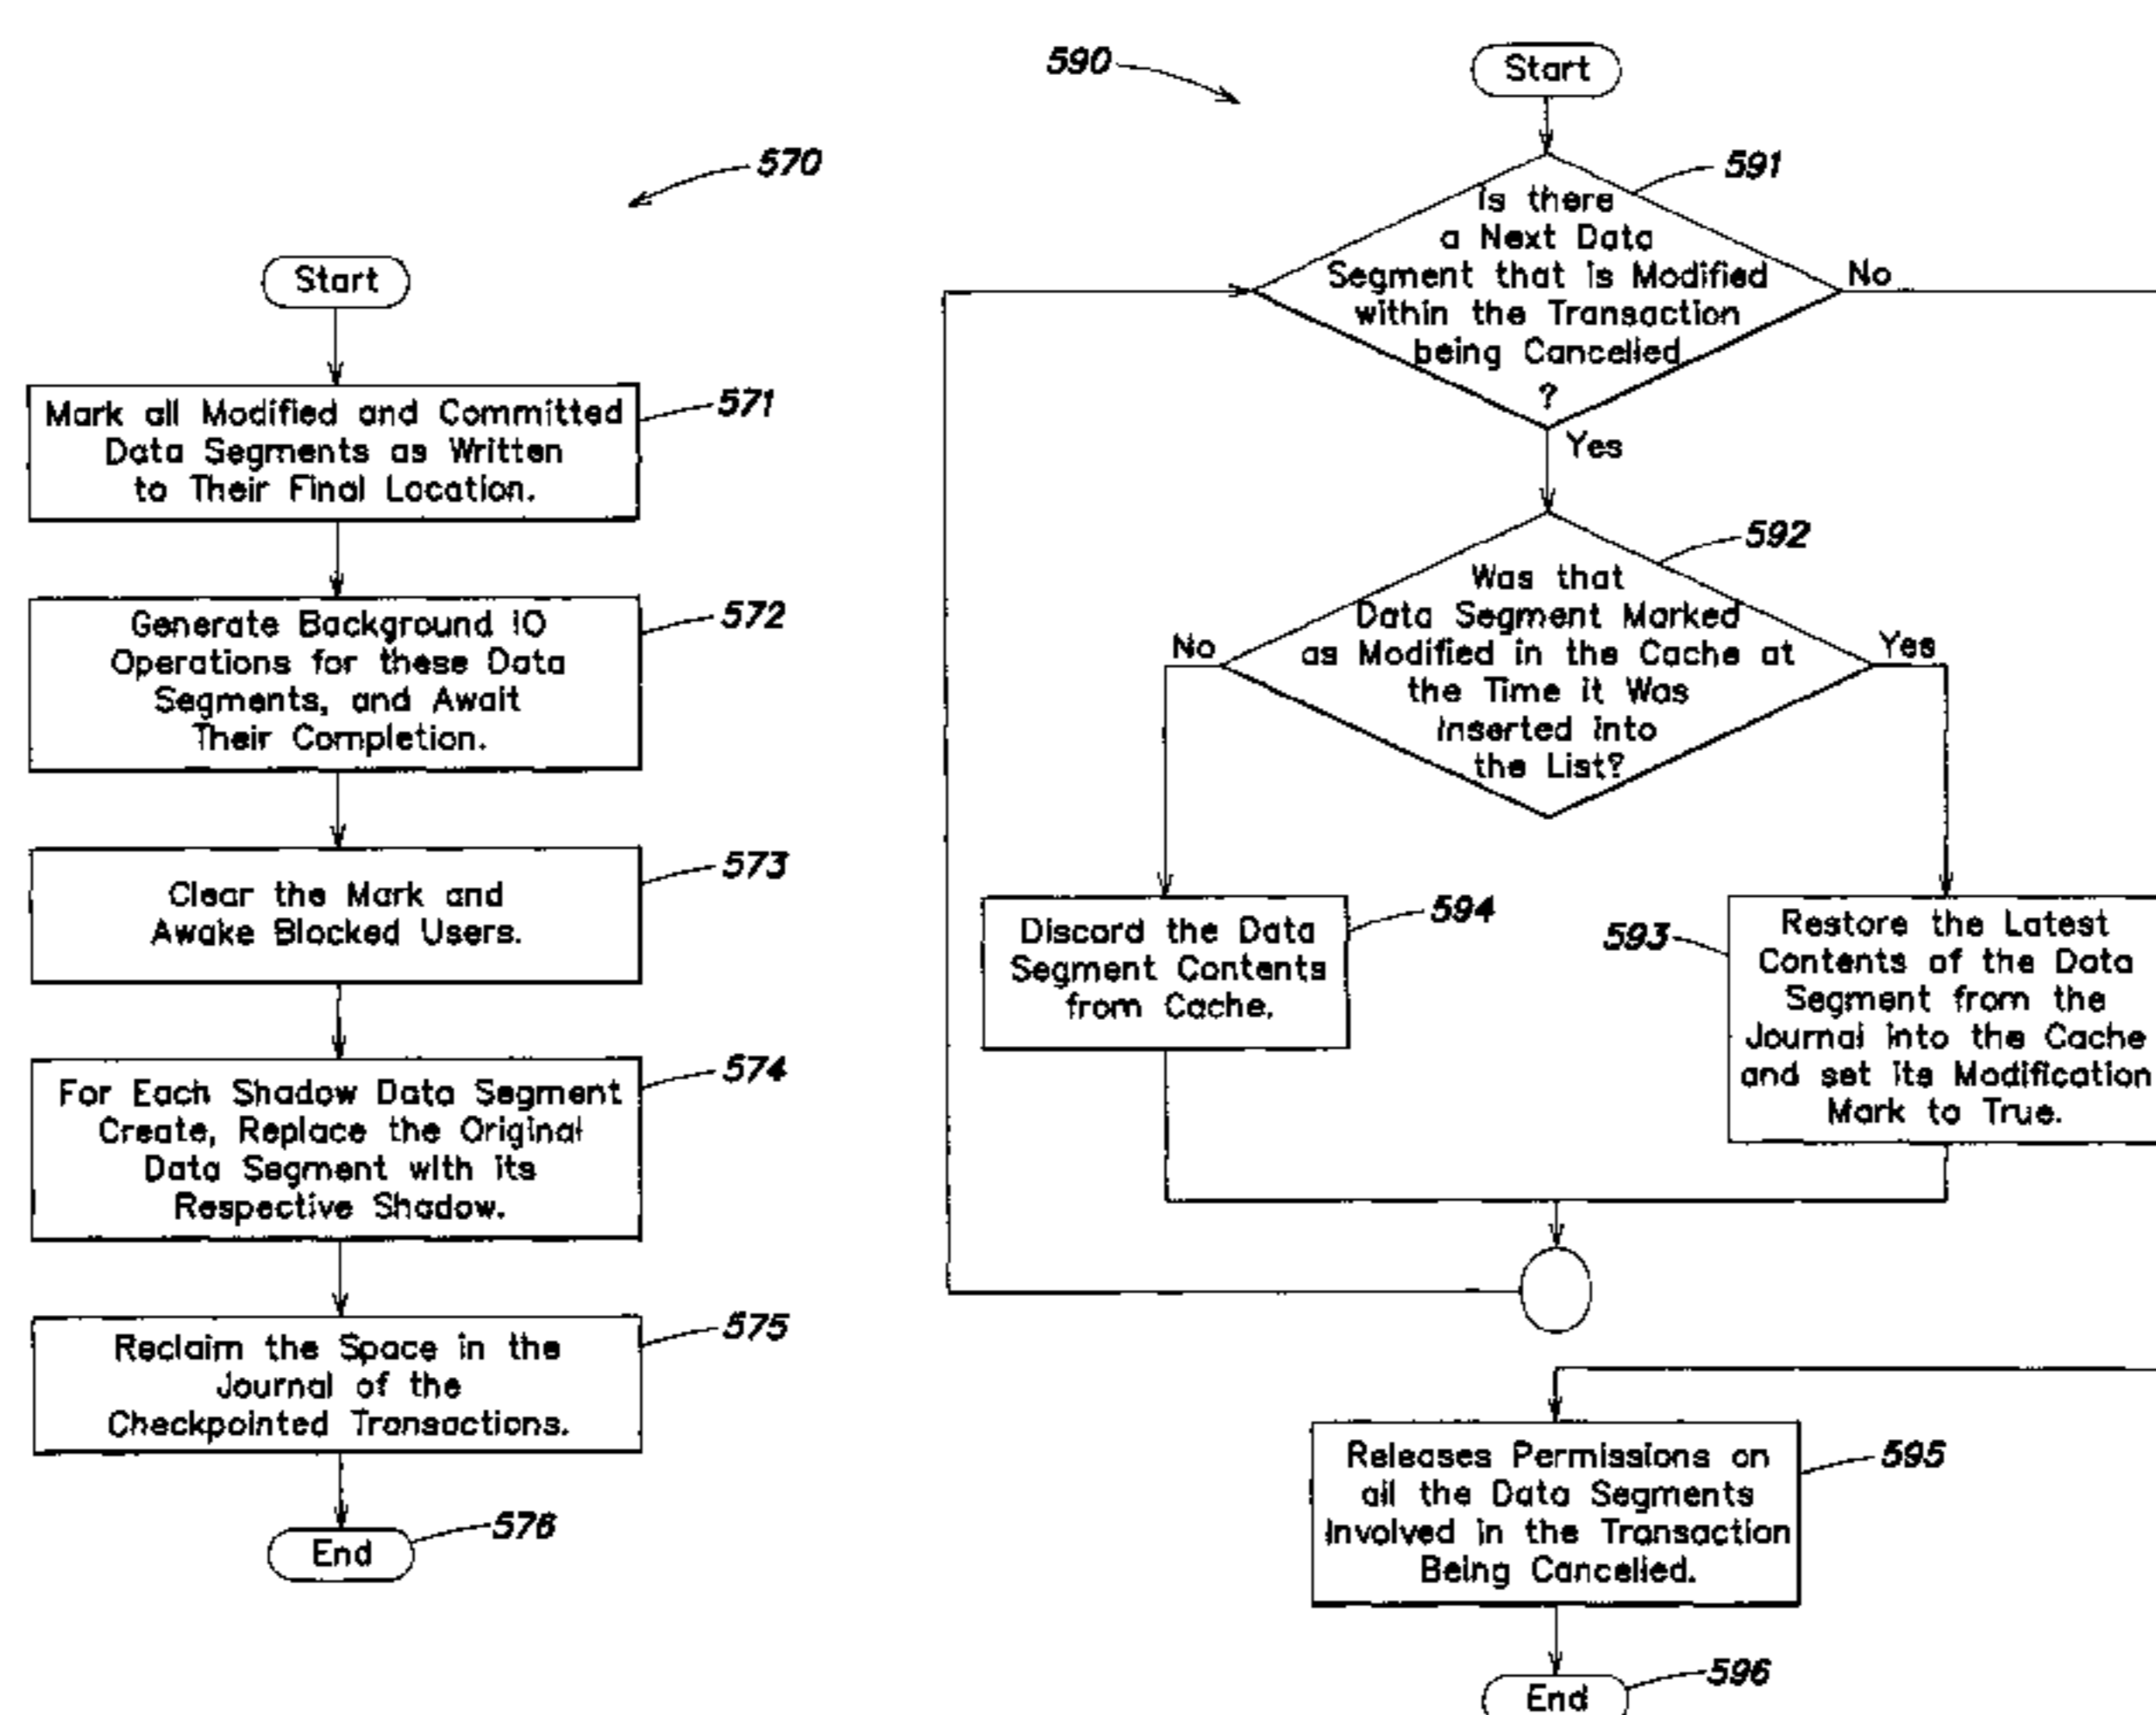 570
Start
Mark all Modified and Committed
Data Segments as Written
to Their Final Location.
571
Generate Background IO
Operations for these Data
Segments, and Await
Their Completion.
572
Clear the Mark and
Awake Blocked Users.
573
For Each Shadow Data Segment
Create, Replace the Original
Data Segment with its
Respective Shadow.
574
Reclaim the Space in the
Journal of the
Checkpointed Transactions.
575
End
576
590
Start
591
Is there
a Next Data
Segment that is Modified
within the Transaction
being Cancelled
?
No
Yes
592
Was that
Data Segment Marked
as Modified in the Cache at
the Time it Was
Inserted into
the List?
No
Yes
Discard the Data
Segment Contents
from Cache.
594
593
Restore the Latest
Contents of the Data
Segment from the
Journal into the Cache
and set its Modification
Mark to True.
Releases Permissions on
all the Data Segments
Involved in the Transaction
Being Cancelled.
595
End
596